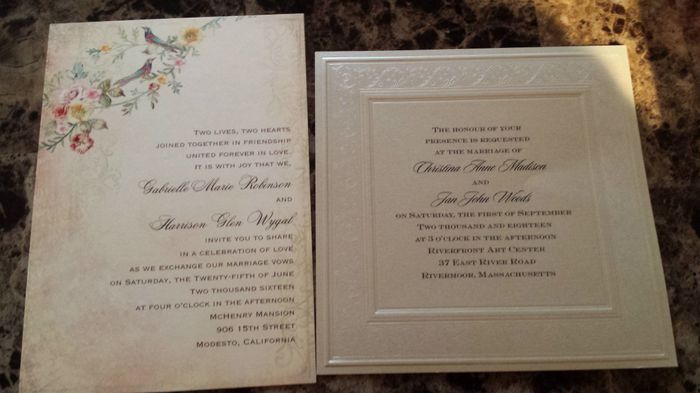 Two lives, two hearts
joined together in friendship
united forever in love.
It is with joy that we,
Gabrielle Marie Robinson
and
Harrison Glen Wygal
invite you to share
in a celebration of love
as we exchange our marriage vows
on Saturday, the twenty-fifth of June
two thousand sixteen
at four o'clock in the afternoon
McHenry Mansion
906 15th Street
Modesto, California
The honour of your
presence is requested
at the marriage of
Christina Anne Madison
and
Jan John Woods
on Saturday, the first of September
Two thousand and eighteen
at 3 o'clock in the afternoon
Riverfront Art Center
37 East River Road
Rivermoor, Massachusetts